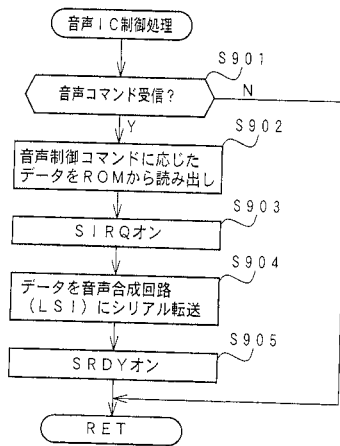 音声IC制御処理
S901
音声コマンド受信?
N
Y
S902
音声制御コマンドに応じた
データをROMから読み出し
S903
SIRQオン
S904
データを音声合成回路
(LSI)にシリアル転送
S905
SRDYオン
RET